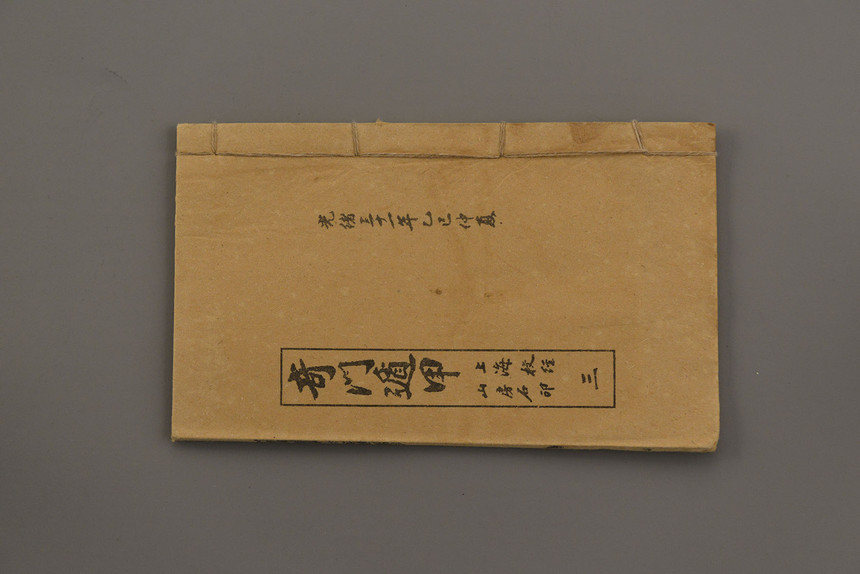 光緒三十一年乙巳仲夏
奇門遁甲
上海校經
山房石印
三